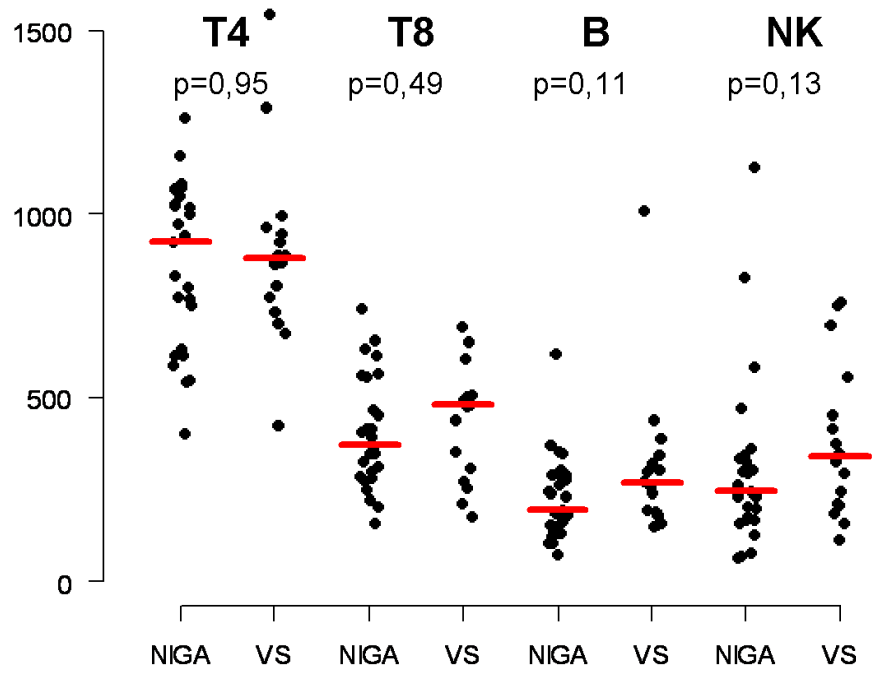 T4 T8 B NK
p=0,95 p=0,49 p=0,11 p=0,13
1500
1000
500
0
NIGA VS NIGA VS NIGA VS NIGA VS